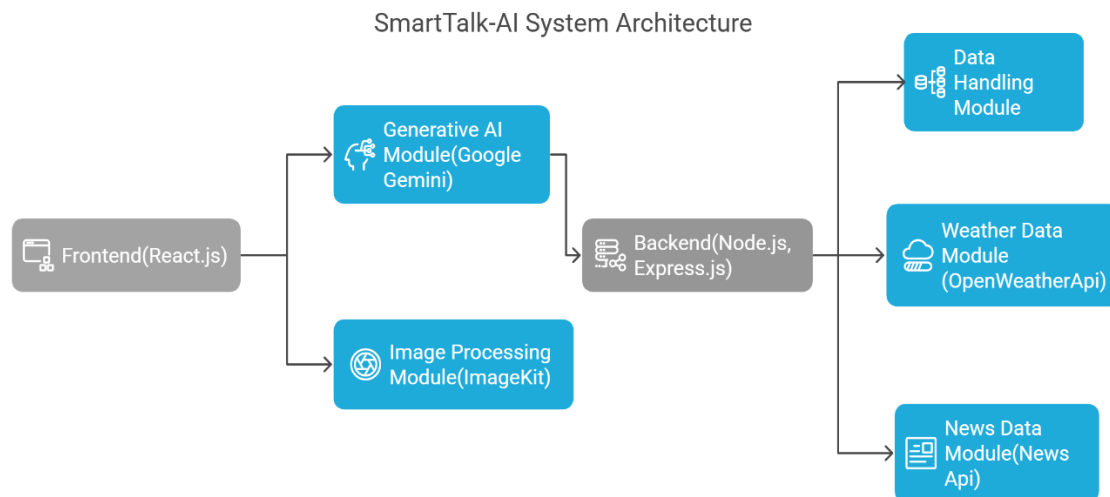 SmartTalk-AI System Architecture
Data
Handling
Module
Generative AI
Module(Google
Gemini)
Frontend(React.js)
Backend(Node.js,
Express.js)
Weather Data
Module
(OpenWeatherApi)
Image Processing
Module(ImageKit)
News Data
Module(News
Api)